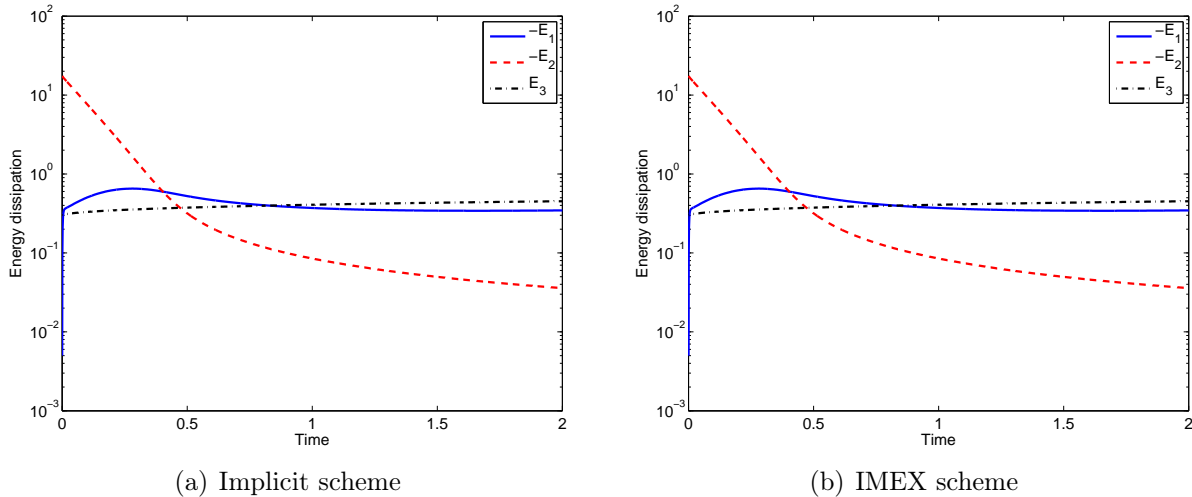 10^2
10^1
10^0
10^−1
10^−2
10^−3
Energy dissipation
0 0.5 1 1.5 2
Time
−E_1
−E_2
E_3
(a) Implicit scheme
10^2
10^1
10^0
10^−1
10^−2
10^−3
Energy dissipation
0 0.5 1 1.5 2
Time
−E_1
−E_2
E_3
(b) IMEX scheme